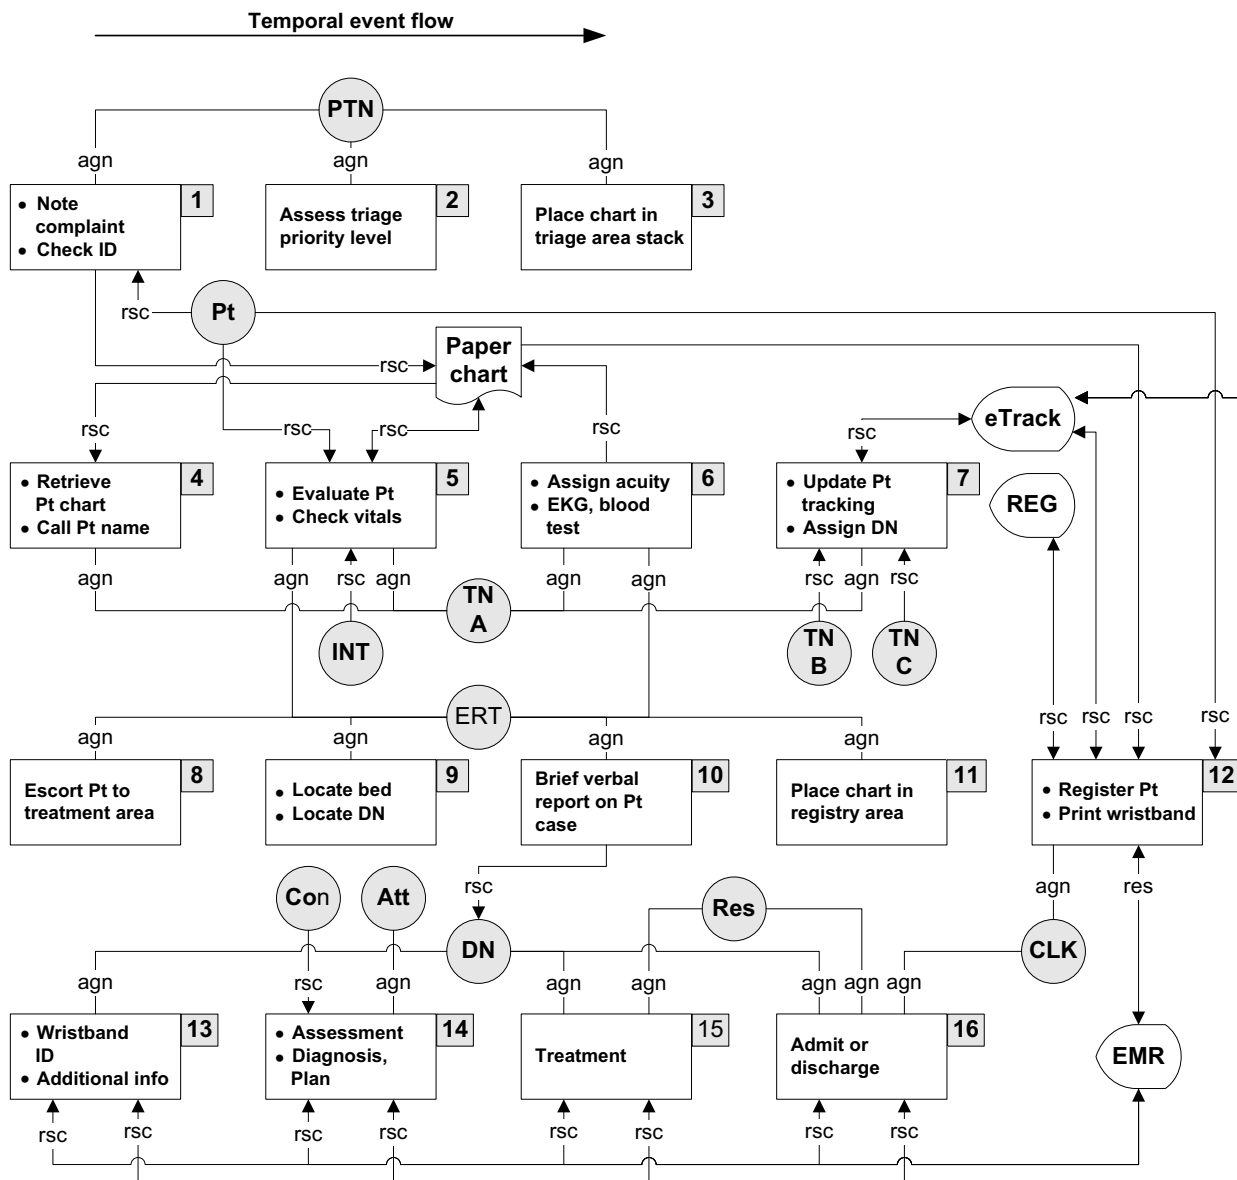 Temporal event flow
PTN
agn
agn
agn
1
2
3
• Note
complaint
• Check ID
Assess triage
priority level
Place chart in
triage area stack
rsc
Pt
Paper
chart
rsc
rsc
rsc
rsc
rsc
rsc
eTrack
4
5
6
7
• Retrieve
Pt chart
• Call Pt name
• Evaluate Pt
• Check vitals
• Assign acuity
• EKG, blood
test
• Update Pt
tracking
• Assign DN
REG
agn
agn
rsc
agn
agn
agn
rsc
agn
rsc
TN
A
INT
TN
B
TN
C
ERT
rsc
rsc
rsc
rsc
agn
agn
agn
agn
8
9
10
11
12
Escort Pt to
treatment area
• Locate bed
• Locate DN
Brief verbal
report on Pt
case
Place chart in
registry area
• Register Pt
• Print wristband
rsc
agn
res
Con
Att
Res
DN
CLK
agn
rsc
agn
agn
agn
agn
agn
agn
13
14
15
16
• Wristband
ID
• Additional info
• Assessment
• Diagnosis,
Plan
Treatment
Admit or
discharge
EMR
rsc
rsc
rsc
rsc
rsc
rsc
rsc
rsc